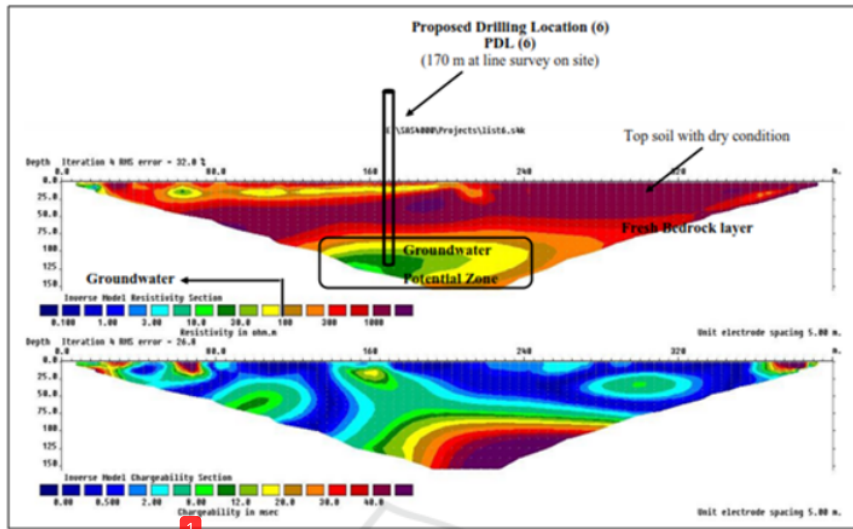 Proposed Drilling Location (6)
PDL (6)
(170 m at line survey on site)
\SAS4000\Projects\list6.s4k
Top soil with dry condition
Depth Iteration 4 RMS error = 32.0 %
0.0 80.0 160 240 320 m.
0.0
25.0
50.0
75.0
100
125
150
Fresh Bedrock layer
Groundwater
Potential Zone
Groundwater
Inverse Model Resistivity Section
0.100 1.00 3.00 10.0 20.0 100 200 1000
Resistivity in ohm.m
Unit electrode spacing 5.00 m.
Depth Iteration 4 RMS error = 26.0
0.0 80.0 160 240 320 m.
0.0
25.0
50.0
75.0
100
125
150
Inverse Model Chargeability Section
0.00 0.500 2.00 12.0 20.0 30.0 40.0
Chargeability in msec
Unit electrode spacing 5.00 m.
1